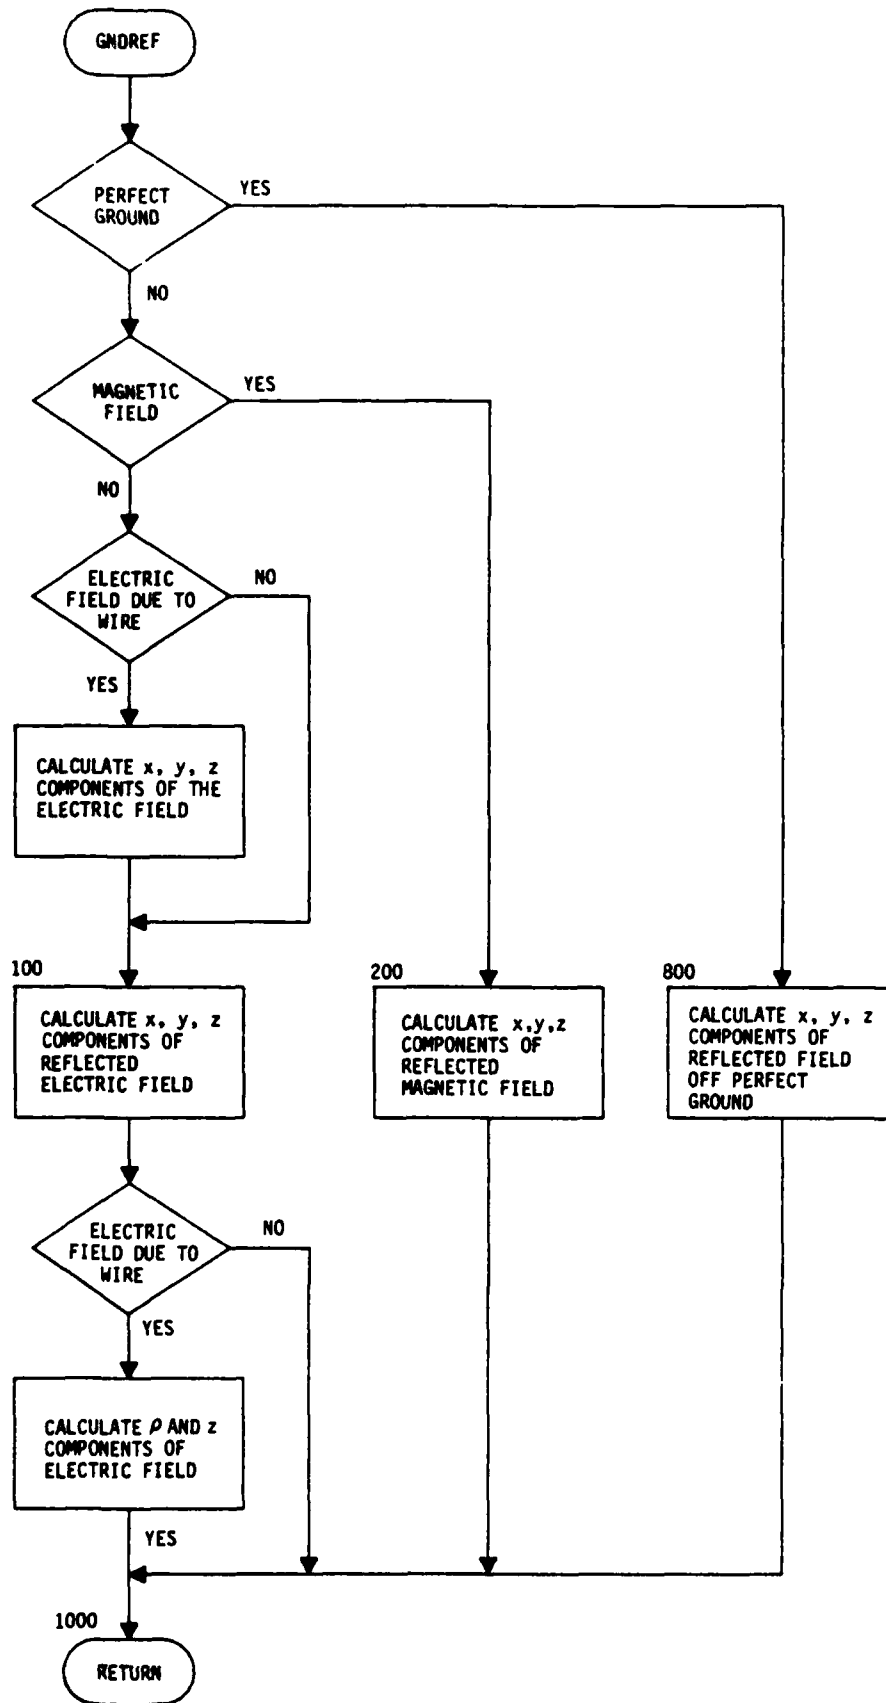 GNDREF
PERFECT
GROUND
YES
NO
MAGNETIC
FIELD
YES
NO
ELECTRIC
FIELD DUE TO
WIRE
NO
YES
CALCULATE x, y, z
COMPONENTS OF THE
ELECTRIC FIELD
100
CALCULATE x, y, z
COMPONENTS OF
REFLECTED
ELECTRIC FIELD
200
CALCULATE x,y,z
COMPONENTS OF
REFLECTED
MAGNETIC FIELD
800
CALCULATE x, y, z
COMPONENTS OF
REFLECTED FIELD
OFF PERFECT
GROUND
ELECTRIC
FIELD DUE TO
WIRE
NO
YES
CALCULATE ρ AND z
COMPONENTS OF
ELECTRIC FIELD
YES
1000
RETURN